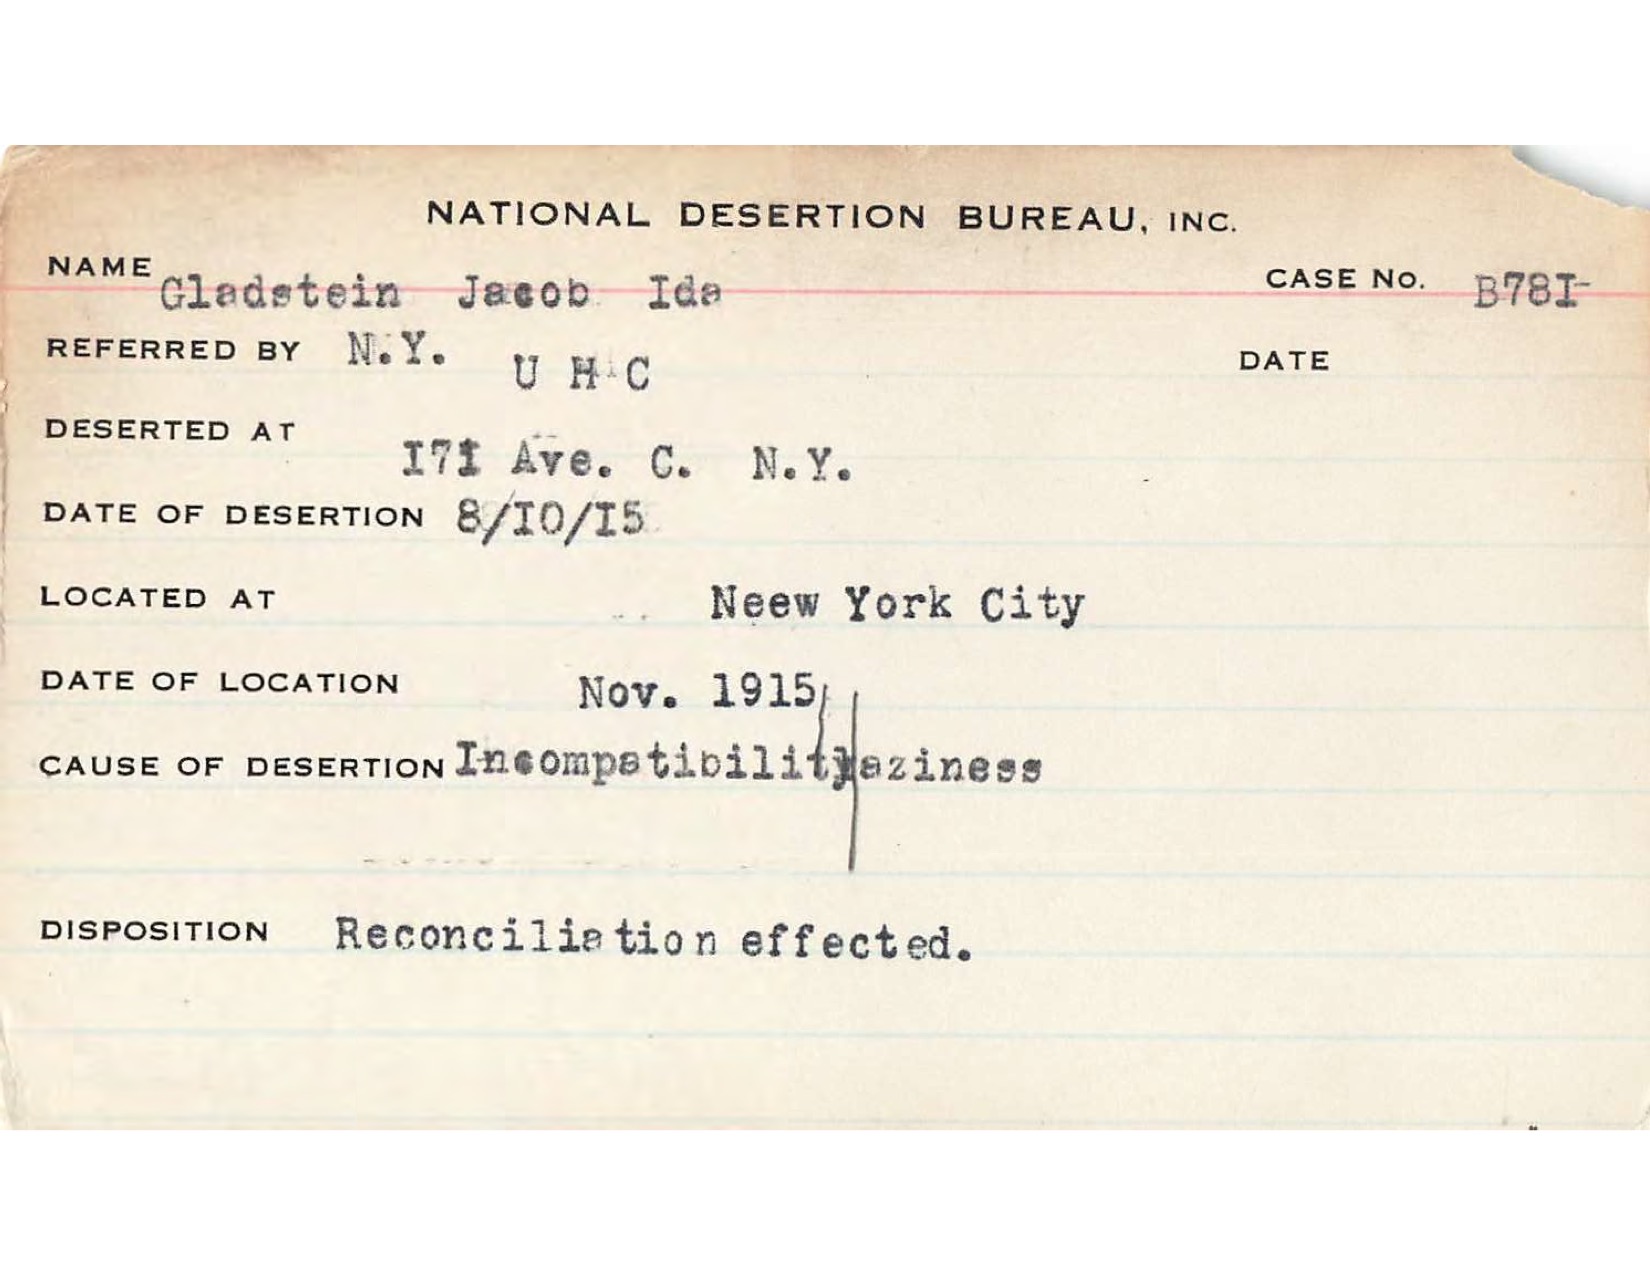 NATIONAL DESERTION BUREAU, INC.
NAME Gladstein Jacob Ida CASE No. B78I
REFERRED BY N.Y. U H C DATE
DESERTED AT I71 Ave. C. N.Y.
DATE OF DESERTION 8/I0/I5
LOCATED AT Neew York City
DATE OF LOCATION Nov. 1915
CAUSE OF DESERTION Incompatibility laziness
DISPOSITION Reconciliation effected.